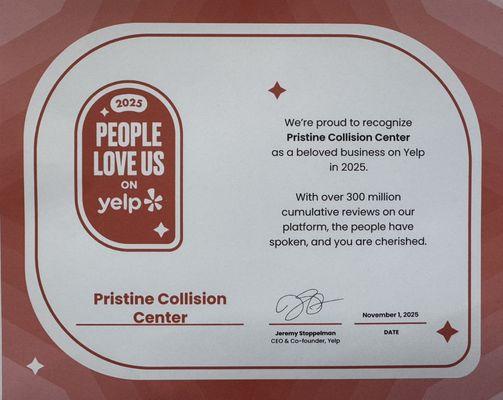 2025
PEOPLE
LOVE US
ON
yelp
Pristine Collision
Center
We're proud to recognize
Pristine Collision Center
as a beloved business on Yelp
in 2025.
With over 300 million
cumulative reviews on our
platform, the people have
spoken, and you are cherished.
Jeremy Stoppelman
CEO & Co-founder, Yelp
November 1, 2025
DATE